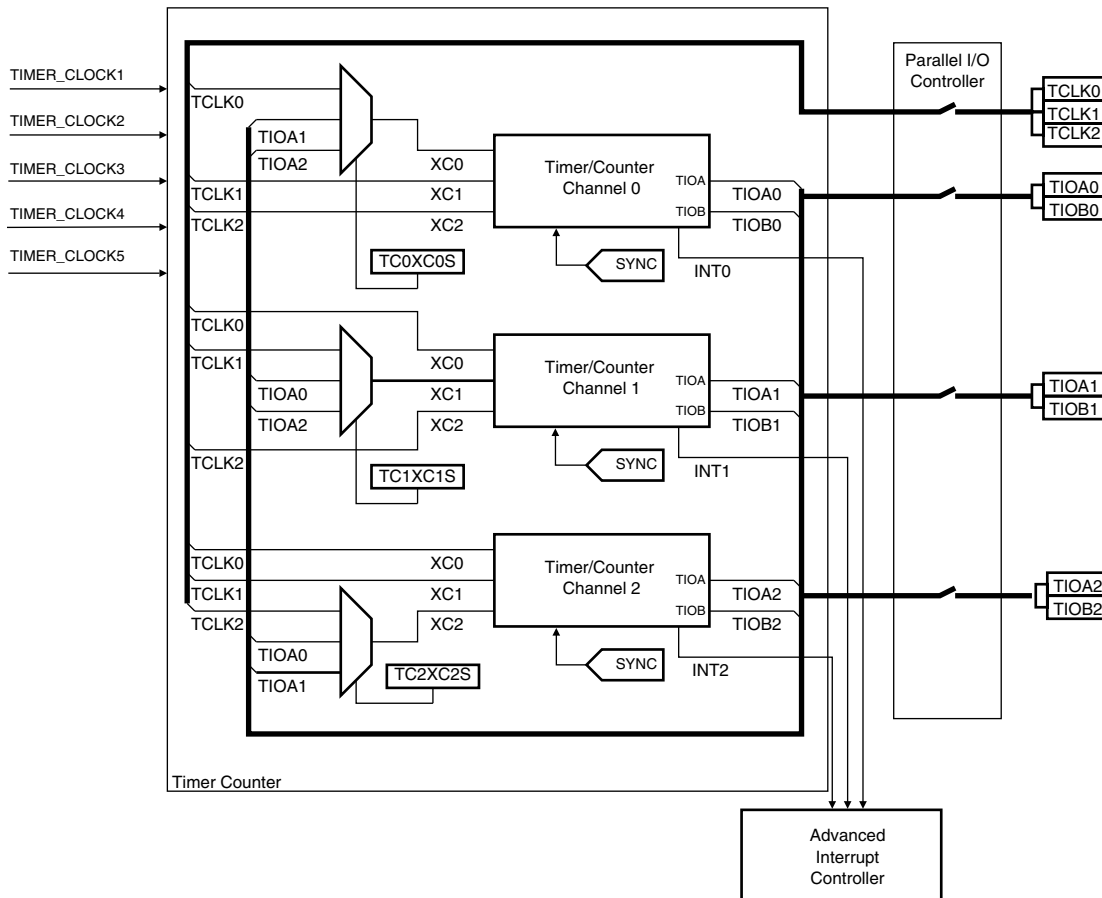 TIMER_CLOCK1
TIMER_CLOCK2
TIMER_CLOCK3
TIMER_CLOCK4
TIMER_CLOCK5
TCLK0
TIOA1
TIOA2
TCLK1
TCLK2
XC0
XC1
XC2
TC0XC0S
Timer/Counter
Channel 0
TIOA
TIOB
TIOA0
TIOB0
SYNC
INT0
TCLK0
TCLK1
TIOA0
TIOA2
TCLK2
XC0
XC1
XC2
TC1XC1S
Timer/Counter
Channel 1
TIOA
TIOB
TIOA1
TIOB1
SYNC
INT1
TCLK0
TCLK1
TCLK2
TIOA0
TIOA1
XC0
XC1
XC2
TC2XC2S
Timer/Counter
Channel 2
TIOA
TIOB
TIOA2
TIOB2
SYNC
INT2
Timer Counter
Parallel I/O
Controller
TCLK0
TCLK1
TCLK2
TIOA0
TIOB0
TIOA1
TIOB1
TIOA2
TIOB2
Advanced
Interrupt
Controller